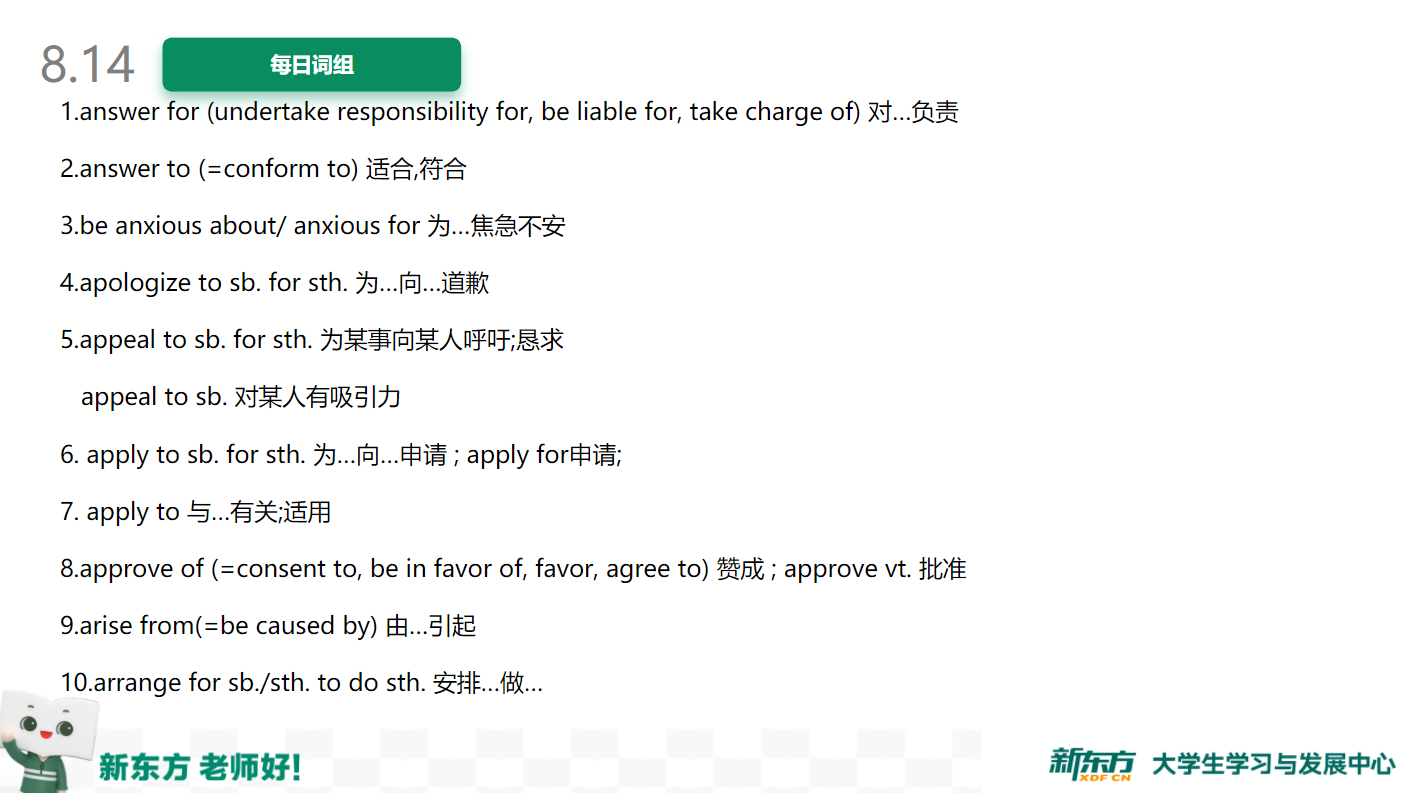 8.14
每日词组
1.answer for (undertake responsibility for, be liable for, take charge of) 对…负责
2.answer to (=conform to) 适合,符合
3.be anxious about/ anxious for 为…焦急不安
4.apologize to sb. for sth. 为…向…道歉
5.appeal to sb. for sth. 为某事向某人呼吁;恳求
appeal to sb. 对某人有吸引力
6. apply to sb. for sth. 为…向…申请 ; apply for申请;
7. apply to 与…有关;适用
8.approve of (=consent to, be in favor of, favor, agree to) 赞成 ; approve vt. 批准
9.arise from(=be caused by) 由…引起
10.arrange for sb./sth. to do sth. 安排…做…
新东方 老师好!
新东方 XDF.CN 大学生学习与发展中心